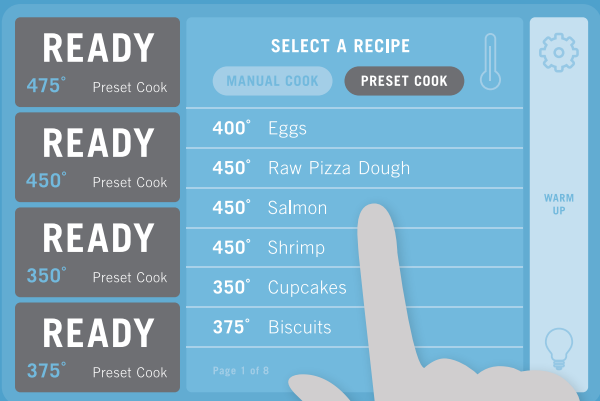 READY
475° Preset Cook
READY
450° Preset Cook
READY
350° Preset Cook
READY
375° Preset Cook
SELECT A RECIPE
MANUAL COOK PRESET COOK
400° Eggs
450° Raw Pizza Dough
450° Salmon
450° Shrimp
350° Cupcakes
375° Biscuits
Page 1 of 8
WARM
UP